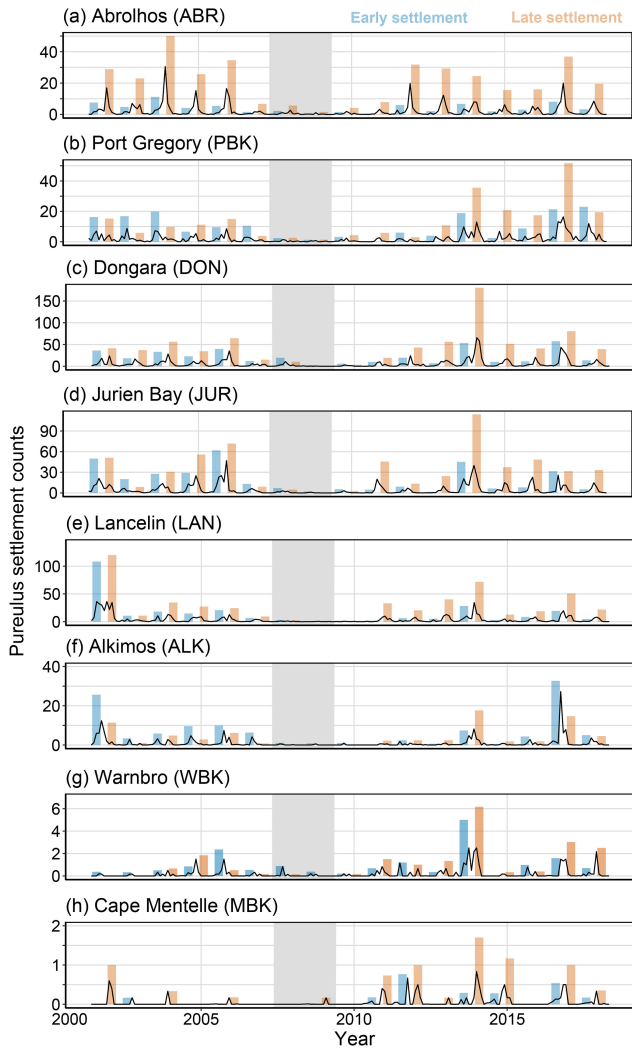 (a) Abrolhos (ABR)
Early settlement
Late settlement
40
20
0
(b) Port Gregory (PBK)
40
20
0
(c) Dongara (DON)
150
100
50
0
(d) Jurien Bay (JUR)
90
60
30
0
(e) Lancelin (LAN)
100
50
0
(f) Alkimos (ALK)
40
20
0
(g) Warnbro (WBK)
6
4
2
0
(h) Cape Mentelle (MBK)
2
1
0
2000
2005
2010
2015
Year
Pureulus settlement counts